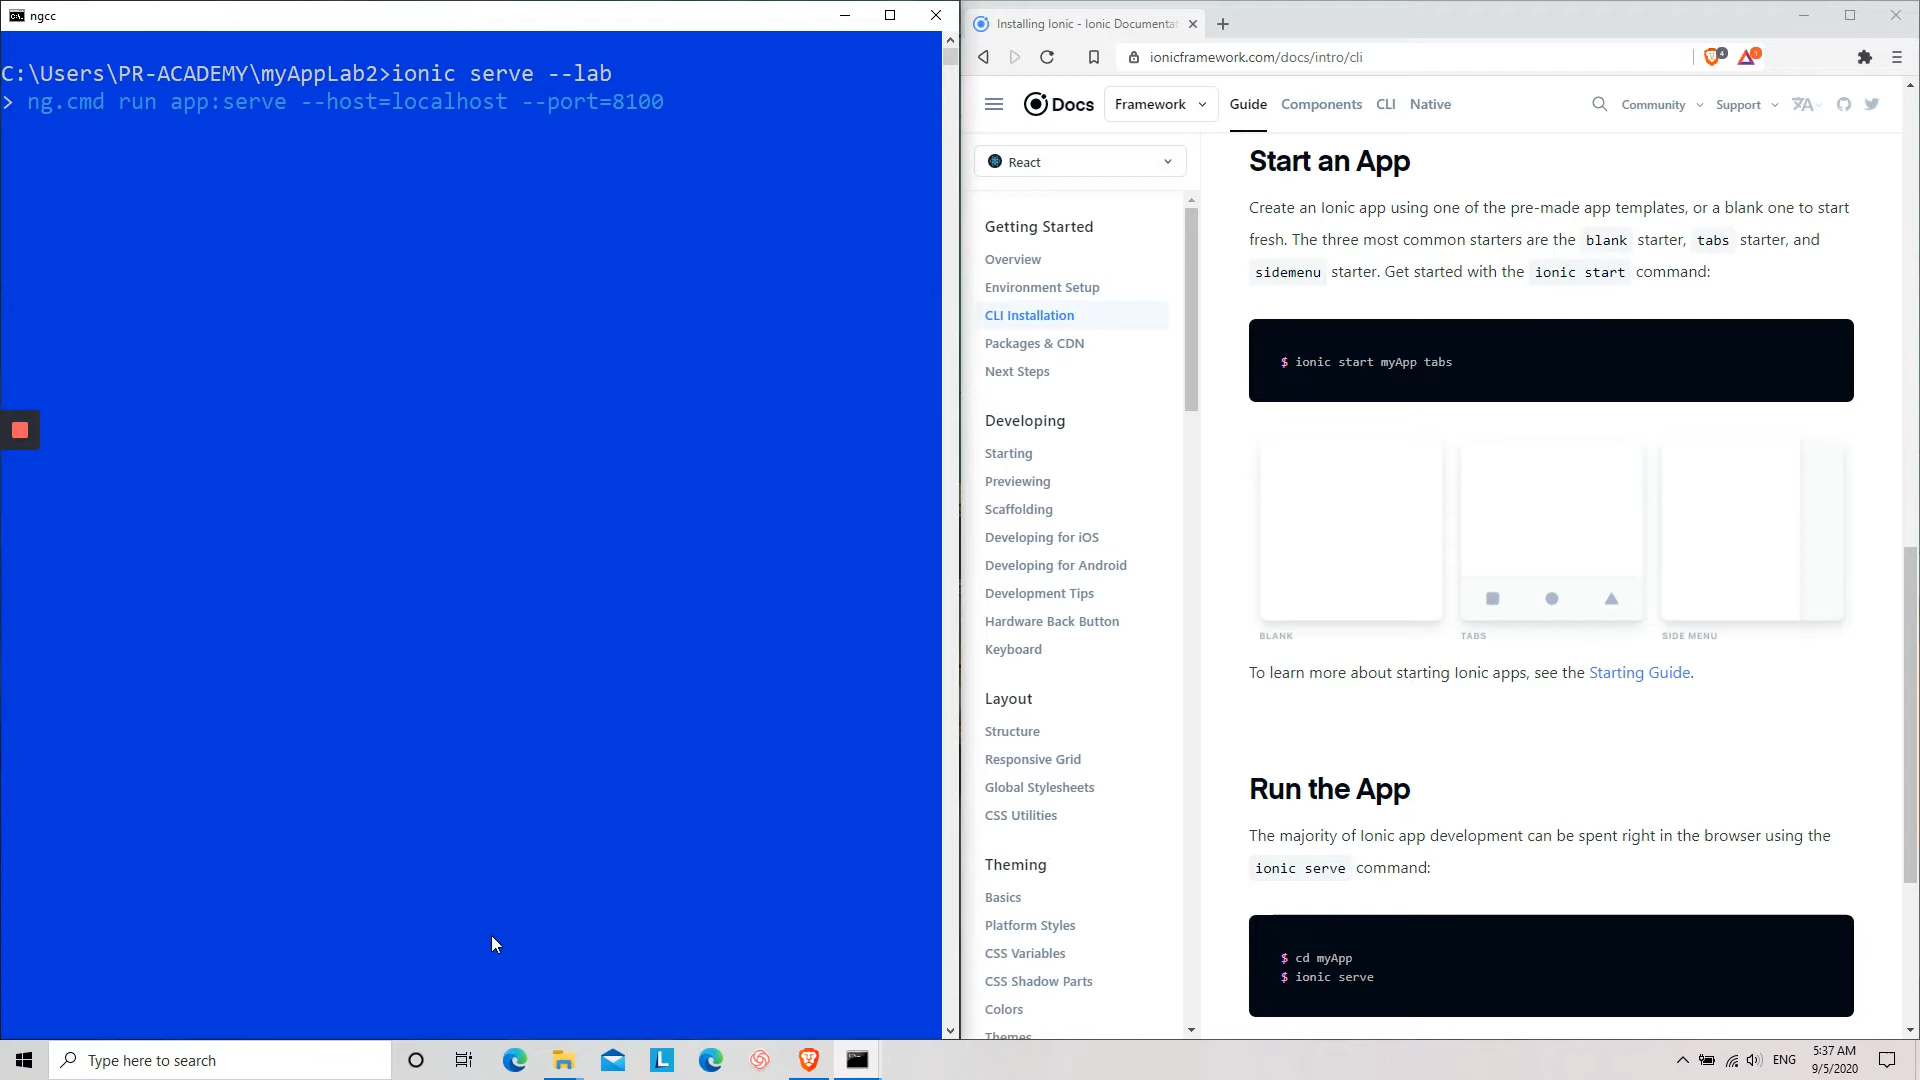 ngcc
C:\Users\PR-ACADEMY\myAppLab2>ionic serve --lab
> ng.cmd run app:serve --host=localhost --port=8100
Installing Ionic - Ionic Documentat
ionicframework.com/docs/intro/cli
4
1
Docs
Framework
Guide
Components
CLI
Native
Community
Support
React
Getting Started
Overview
Environment Setup
CLI Installation
Packages & CDN
Next Steps
Developing
Starting
Previewing
Scaffolding
Developing for iOS
Developing for Android
Development Tips
Hardware Back Button
Keyboard
Layout
Structure
Responsive Grid
Global Stylesheets
CSS Utilities
Theming
Basics
Platform Styles
CSS Variables
CSS Shadow Parts
Colors
Themes
Start an App
Create an Ionic app using one of the pre-made app templates, or a blank one to start
fresh. The three most common starters are the blank starter, tabs starter, and
sidemenu starter. Get started with the ionic start command:
$ ionic start myApp tabs
BLANK
TABS
SIDE MENU
To learn more about starting Ionic apps, see the Starting Guide.
Run the App
The majority of Ionic app development can be spent right in the browser using the
ionic serve command:
$ cd myApp
$ ionic serve
Type here to search
L
ENG
5:37 AM
9/5/2020